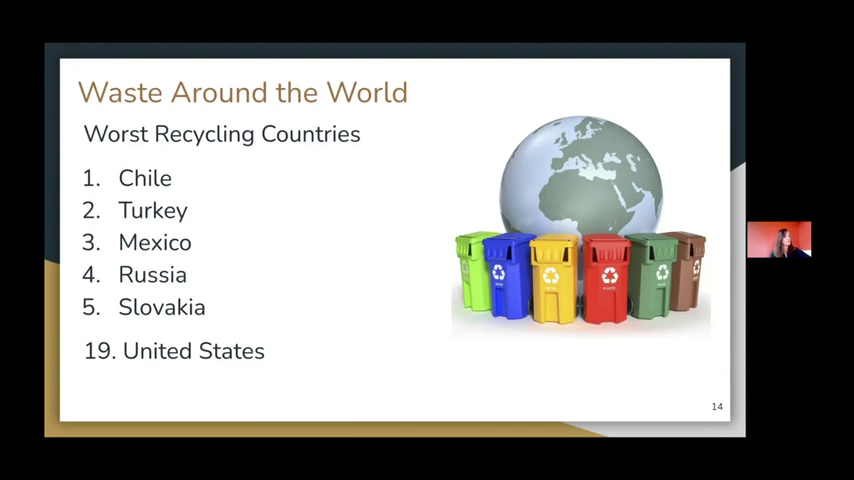 Waste Around the World
Worst Recycling Countries
1. Chile
2. Turkey
3. Mexico
4. Russia
5. Slovakia
19. United States
14